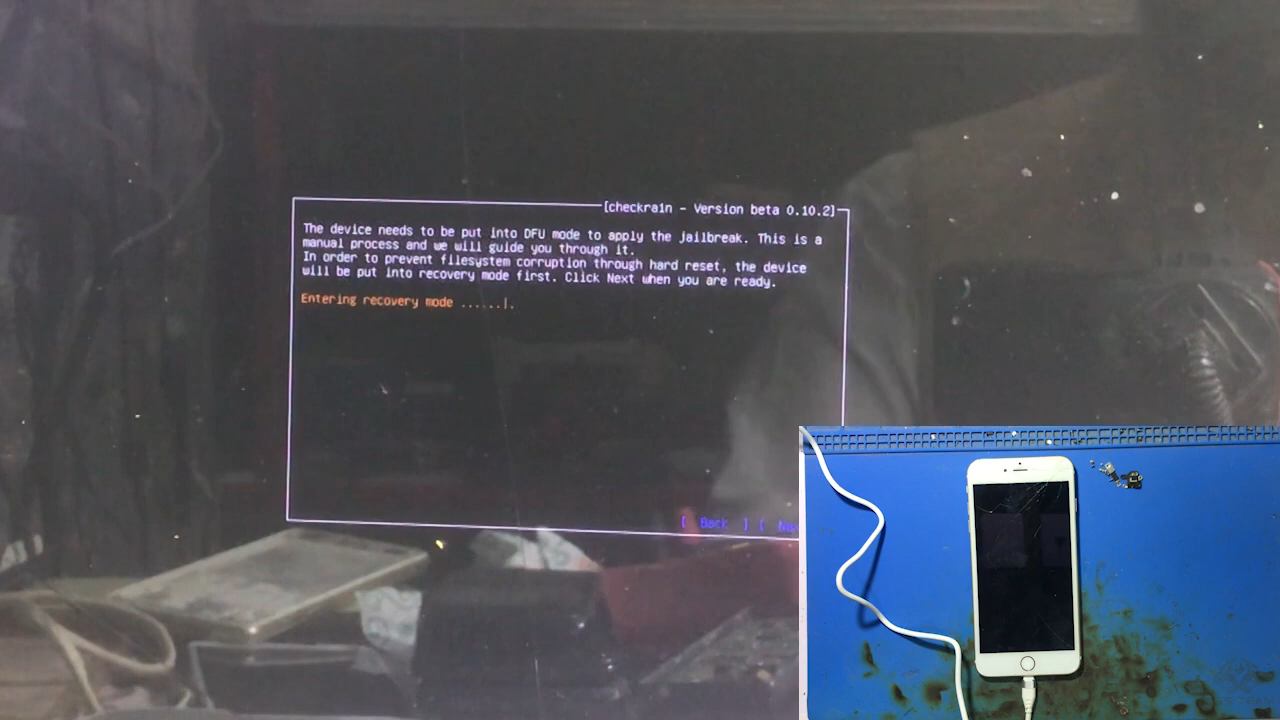 [checkrain - Version beta 0.10.2]
The device needs to be put into DFU mode to apply the jailbreak. This is a
manual process and we will guide you through it.
In order to prevent filesystem corruption through hard reset, the device
will be put into recovery mode first. Click Next when you are ready.
Entering recovery mode ......|.
[ Back ] [